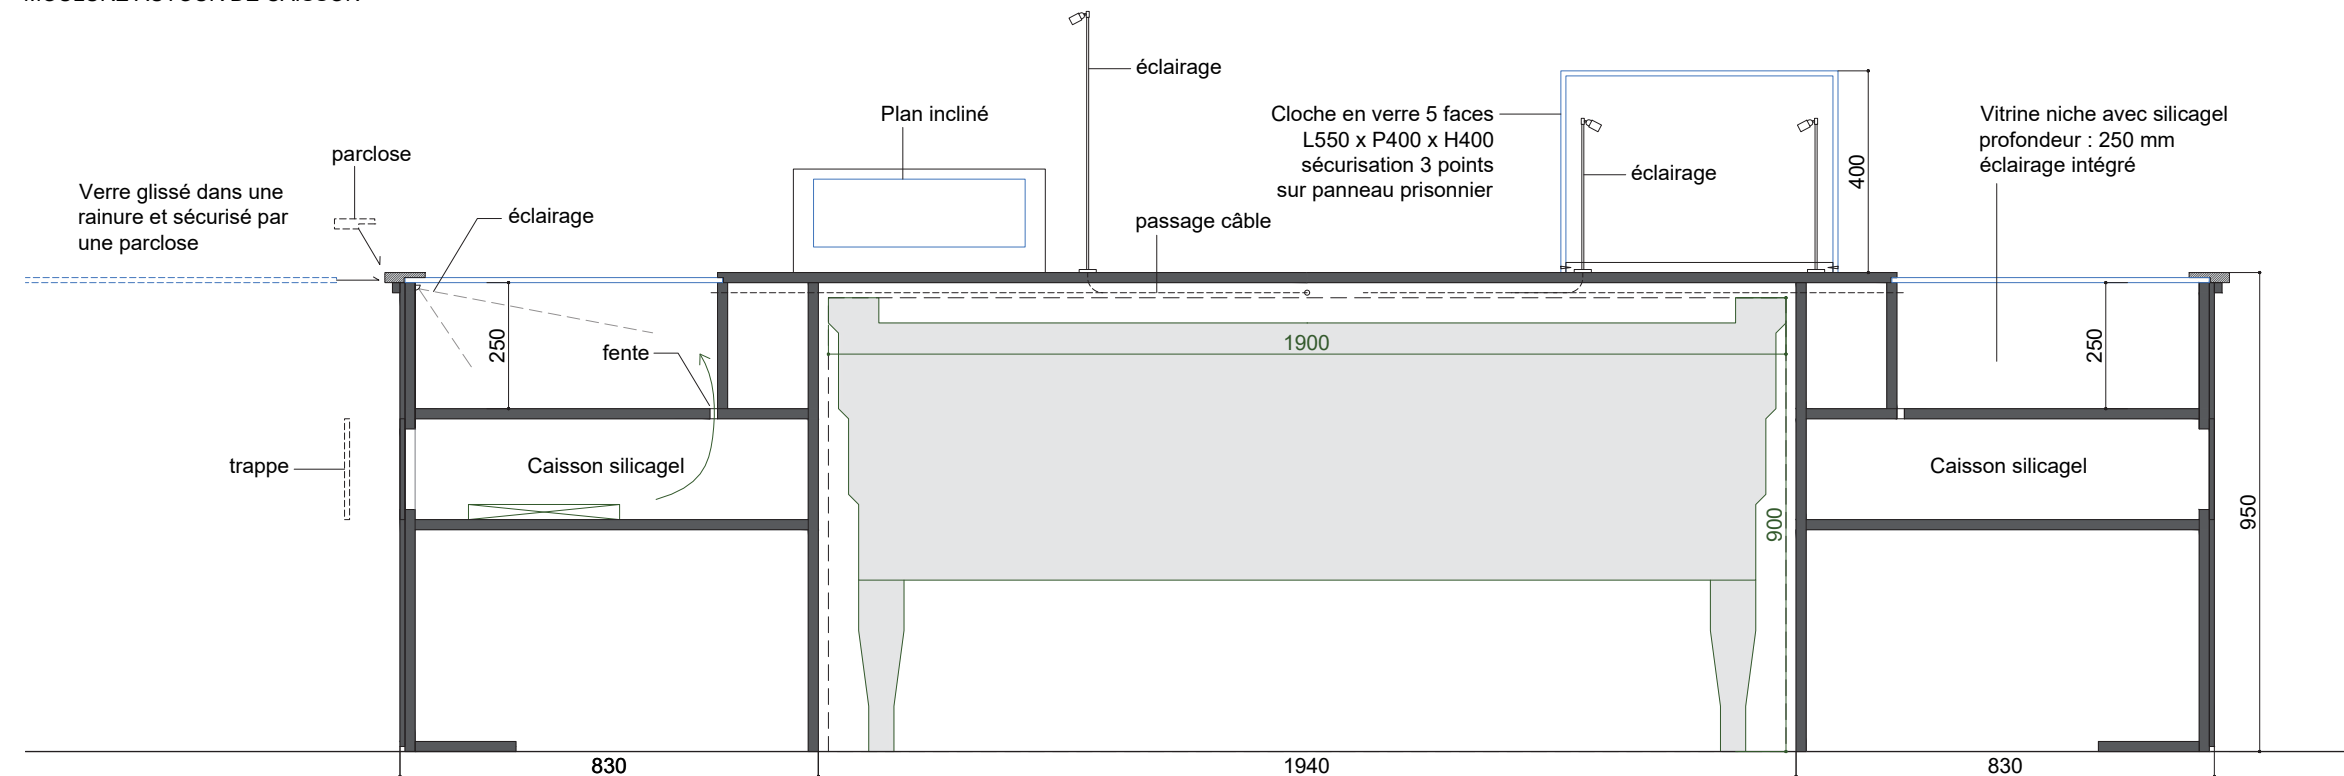 éclairage
Plan incliné
Cloche en verre 5 faces
L550 x P400 x H400
sécurisation 3 points
sur panneau prisonnier
Vitrine niche avec silicagel
profondeur : 250 mm
éclairage intégré
parclose
Verre glissé dans une
rainure et sécurisé par
une parclose
éclairage
éclairage
400
passage câble
250
fente
1900
250
trappe
Caisson silicagel
Caisson silicagel
900
950
830
1940
830